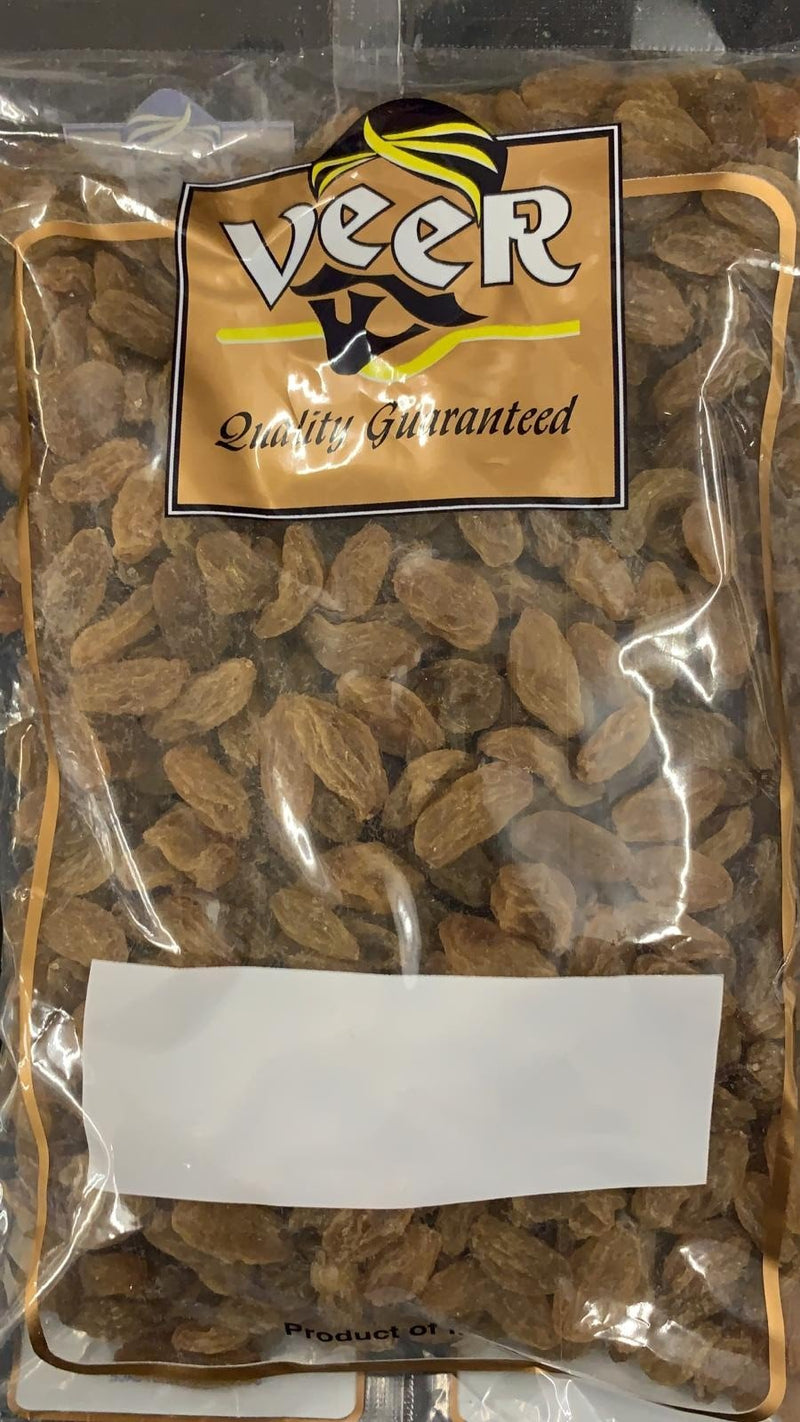 VeeR
Quality Guaranteed
Product of